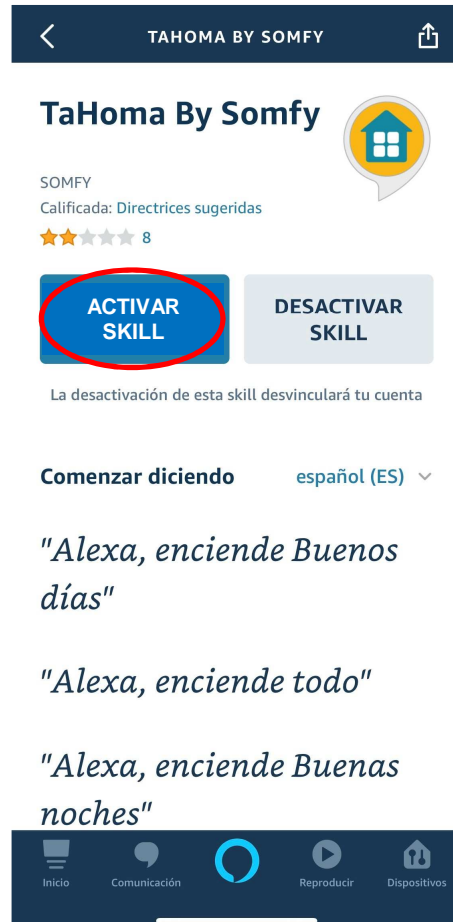 TAHOMA BY SOMFY
TaHoma By Somfy
SOMFY
Calificada: Directrices sugeridas
8
ACTIVAR
SKILL
DESACTIVAR
SKILL
La desactivación de esta skill desvinculará tu cuenta
Comenzar diciendo
español (ES)
"Alexa, enciende Buenos
días"
"Alexa, enciende todo"
"Alexa, enciende Buenas
noches"
Inicio
Comunicación
Reproducir
Dispositivos